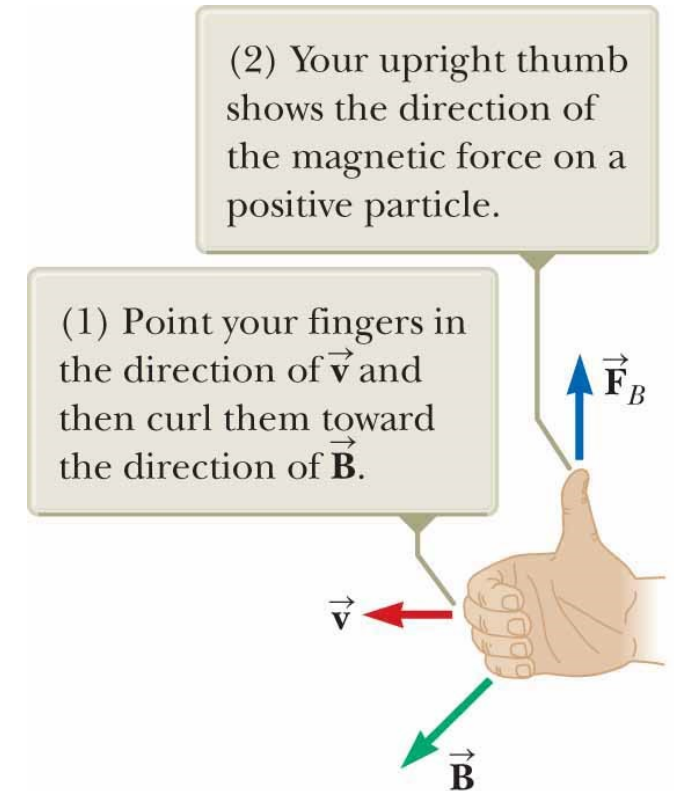 (2) Your upright thumb
shows the direction of
the magnetic force on a
positive particle.
(1) Point your fingers in
the direction of v⃗ and
then curl them toward
the direction of B⃗.
F⃗_B
v⃗
B⃗